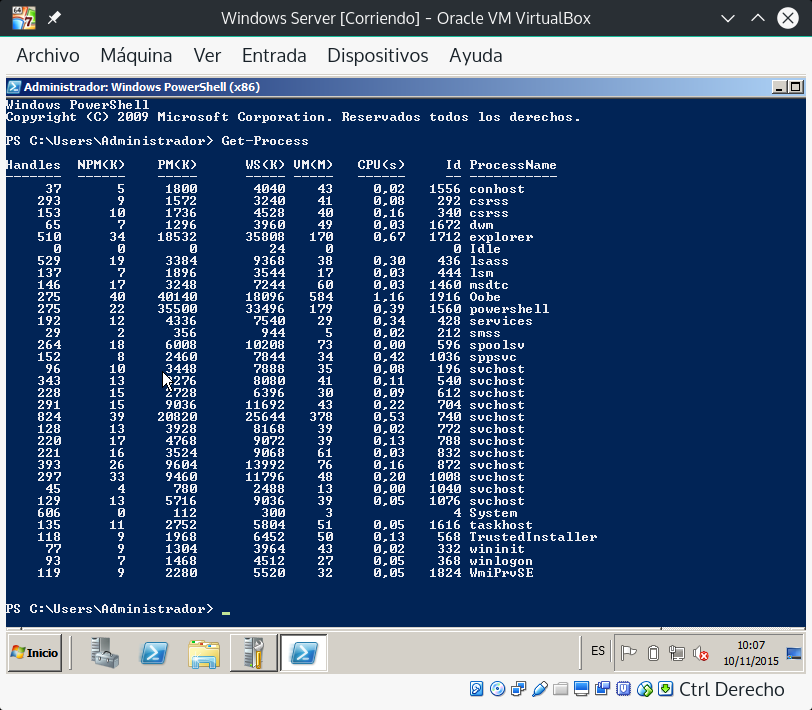 Windows Server [Corriendo] - Oracle VM VirtualBox
Archivo Máquina Ver Entrada Dispositivos Ayuda
Administrador: Windows PowerShell (x86)
Windows PowerShell
Copyright (C) 2009 Microsoft Corporation. Reservados todos los derechos.
PS C:\Users\Administrador> Get-Process
Handles NPM(K) PM(K) WS(K) VM(M) CPU(s) Id ProcessName
------- ------ ----- ----- ----- ------ -- -----------
37 5 1800 4040 43 0,02 1556 conhost
293 9 1572 3240 41 0,08 292 csrss
153 10 1736 4528 40 0,16 340 csrss
65 7 1296 3960 49 0,03 1672 dwm
510 34 18532 35808 170 0,67 1712 explorer
0 0 0 24 0 0 Idle
529 19 3384 9368 38 0,30 436 lsass
137 7 1896 3544 17 0,03 444 lsm
146 17 3248 7244 60 0,03 1460 msdtc
275 40 40140 18096 584 1,16 1916 Oobe
275 22 35500 33496 179 0,39 1560 powershell
192 12 4336 7540 29 0,34 428 services
29 2 356 944 5 0,02 212 smss
264 18 6008 10208 73 0,00 596 spoolsv
152 8 2460 7844 34 0,42 1036 sppsvc
96 10 3448 7888 35 0,08 196 svchost
343 13 276 8080 41 0,11 540 svchost
228 15 2728 6396 30 0,09 612 svchost
291 15 9036 11692 43 0,22 704 svchost
824 39 20820 25644 378 0,53 740 svchost
128 13 3928 8168 39 0,02 772 svchost
220 17 4768 9072 39 0,13 788 svchost
221 16 3524 9068 61 0,03 832 svchost
393 26 9604 13992 76 0,16 872 svchost
297 33 9460 11796 48 0,20 1008 svchost
45 4 780 2488 13 0,00 1040 svchost
129 13 5716 9036 39 0,05 1076 svchost
606 0 112 300 3 4 System
135 11 2752 5804 51 0,05 1616 taskhost
118 9 1968 6452 50 0,13 568 TrustedInstaller
77 9 1304 3964 43 0,02 332 wininit
93 7 1468 4512 27 0,05 368 winlogon
119 9 2280 5520 32 0,05 1824 WmiPrvSE
PS C:\Users\Administrador> _
Inicio
ES
10:07
10/11/2015
Ctrl Derecho